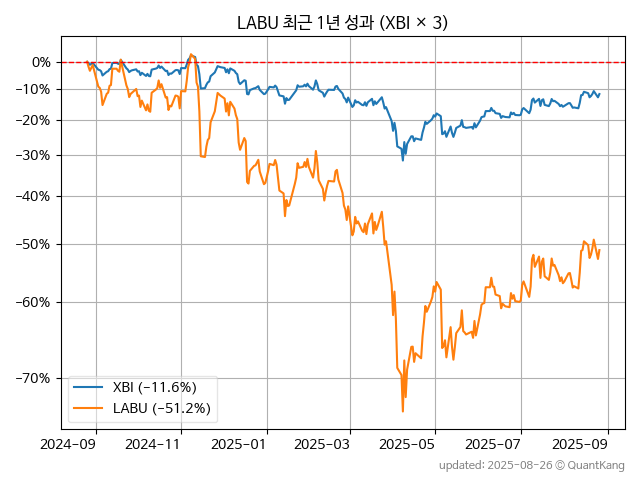 LABU 최근 1년 성과 (XBI × 3)
0%
−10%
−20%
−30%
−40%
−50%
−60%
−70%
XBI (−11.6%)
LABU (−51.2%)
2024−09 2024−11 2025−01 2025−03 2025−05 2025−07 2025−09
updated: 2025-08-26 © QuantKang